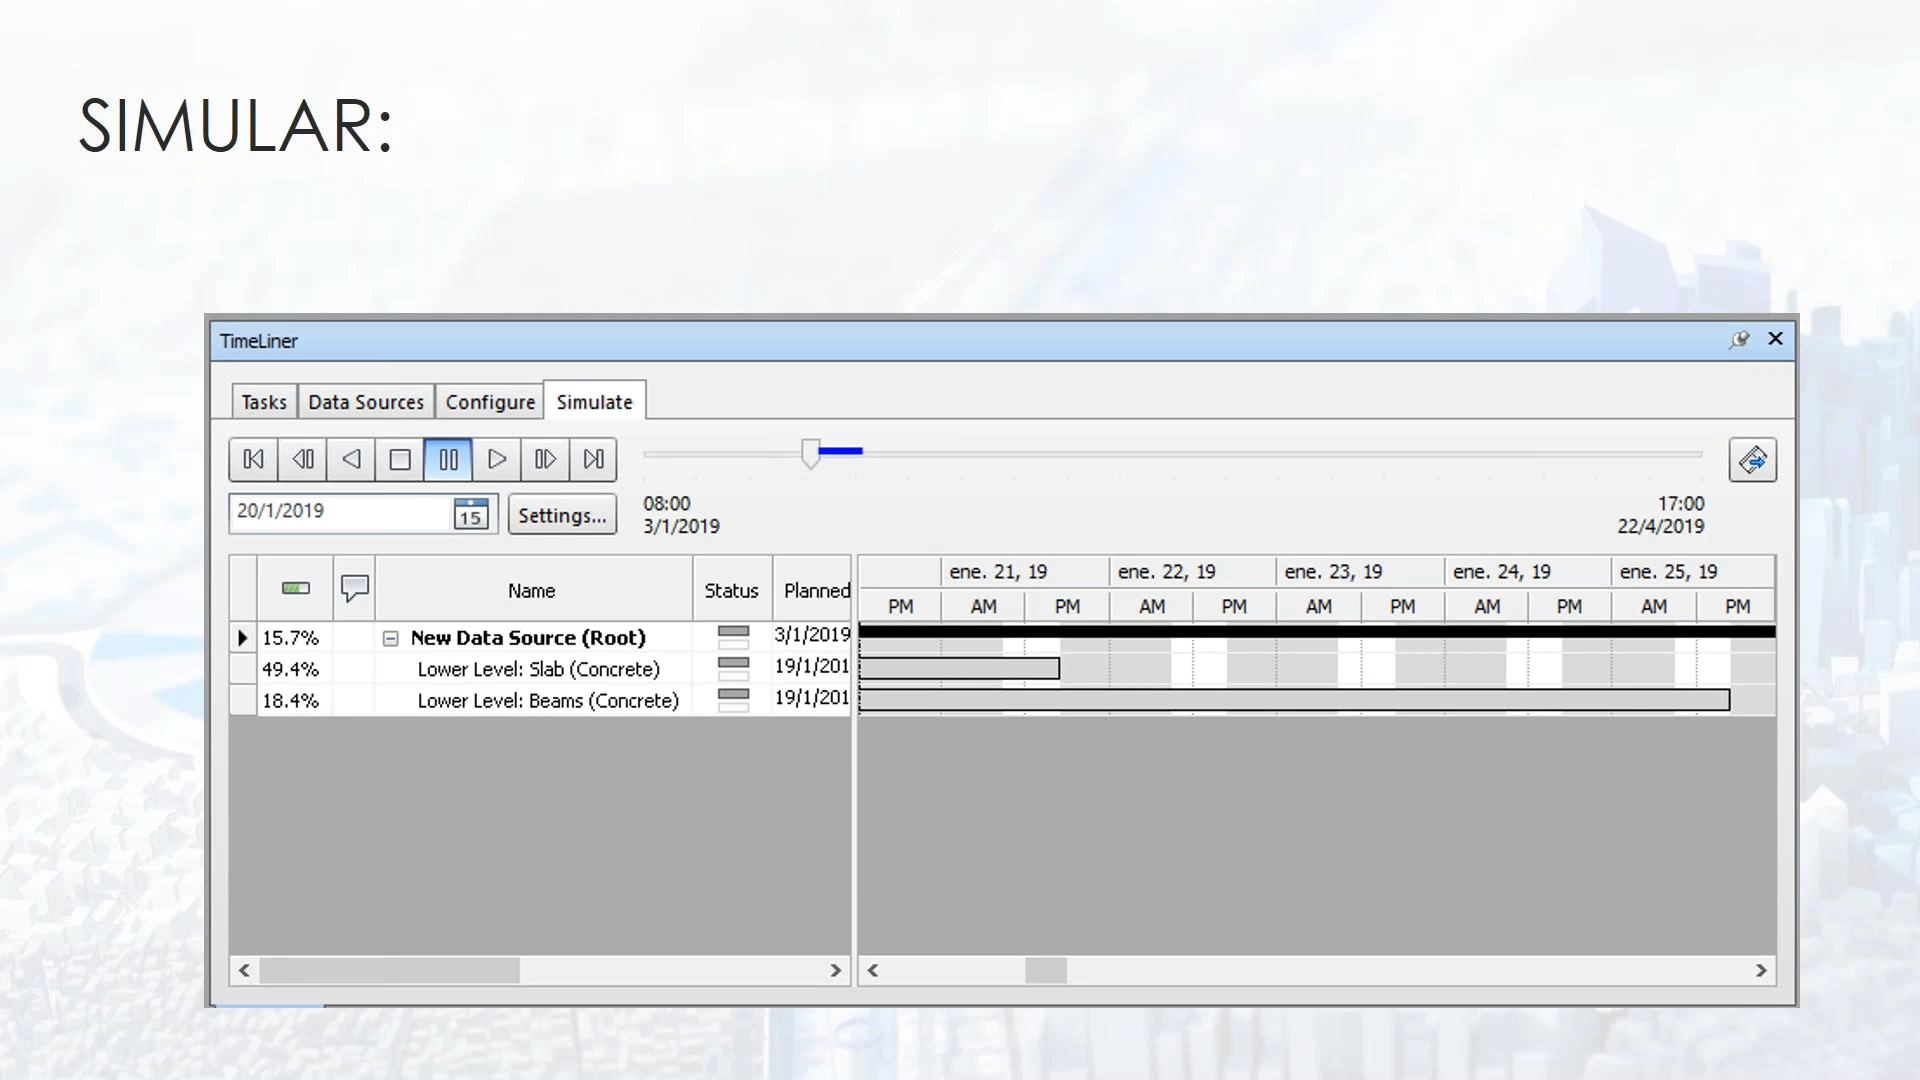 SIMULAR:
TimeLiner
Tasks Data Sources Configure Simulate
20/1/2019 15 Settings...
08:00 17:00
3/1/2019 22/4/2019
Name Status Planned
ene. 21, 19 ene. 22, 19 ene. 23, 19 ene. 24, 19 ene. 25, 19
PM AM PM AM PM AM PM AM PM AM PM
15.7% New Data Source (Root) 3/1/2019
49.4% Lower Level: Slab (Concrete) 19/1/201
18.4% Lower Level: Beams (Concrete) 19/1/201